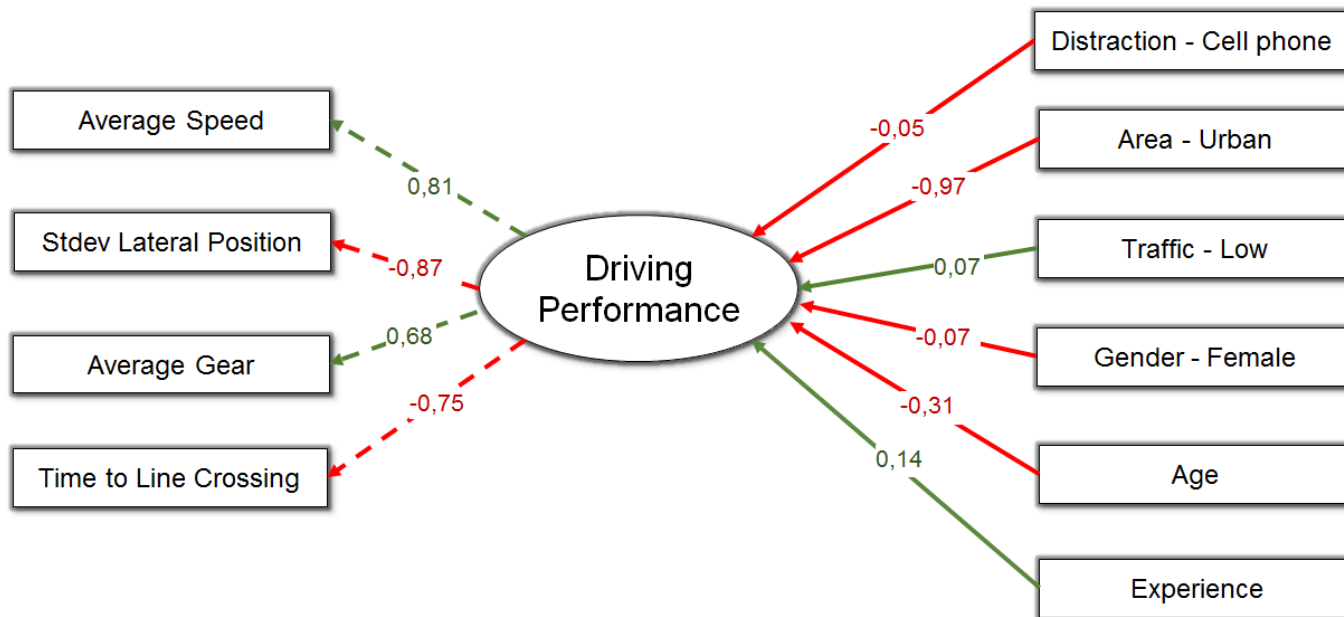 Average Speed
Stdev Lateral Position
Average Gear
Time to Line Crossing
0,81
-0,87
0,68
-0,75
Driving
Performance
-0,05
-0,97
0,07
-0,07
-0,31
0,14
Distraction - Cell phone
Area - Urban
Traffic - Low
Gender - Female
Age
Experience